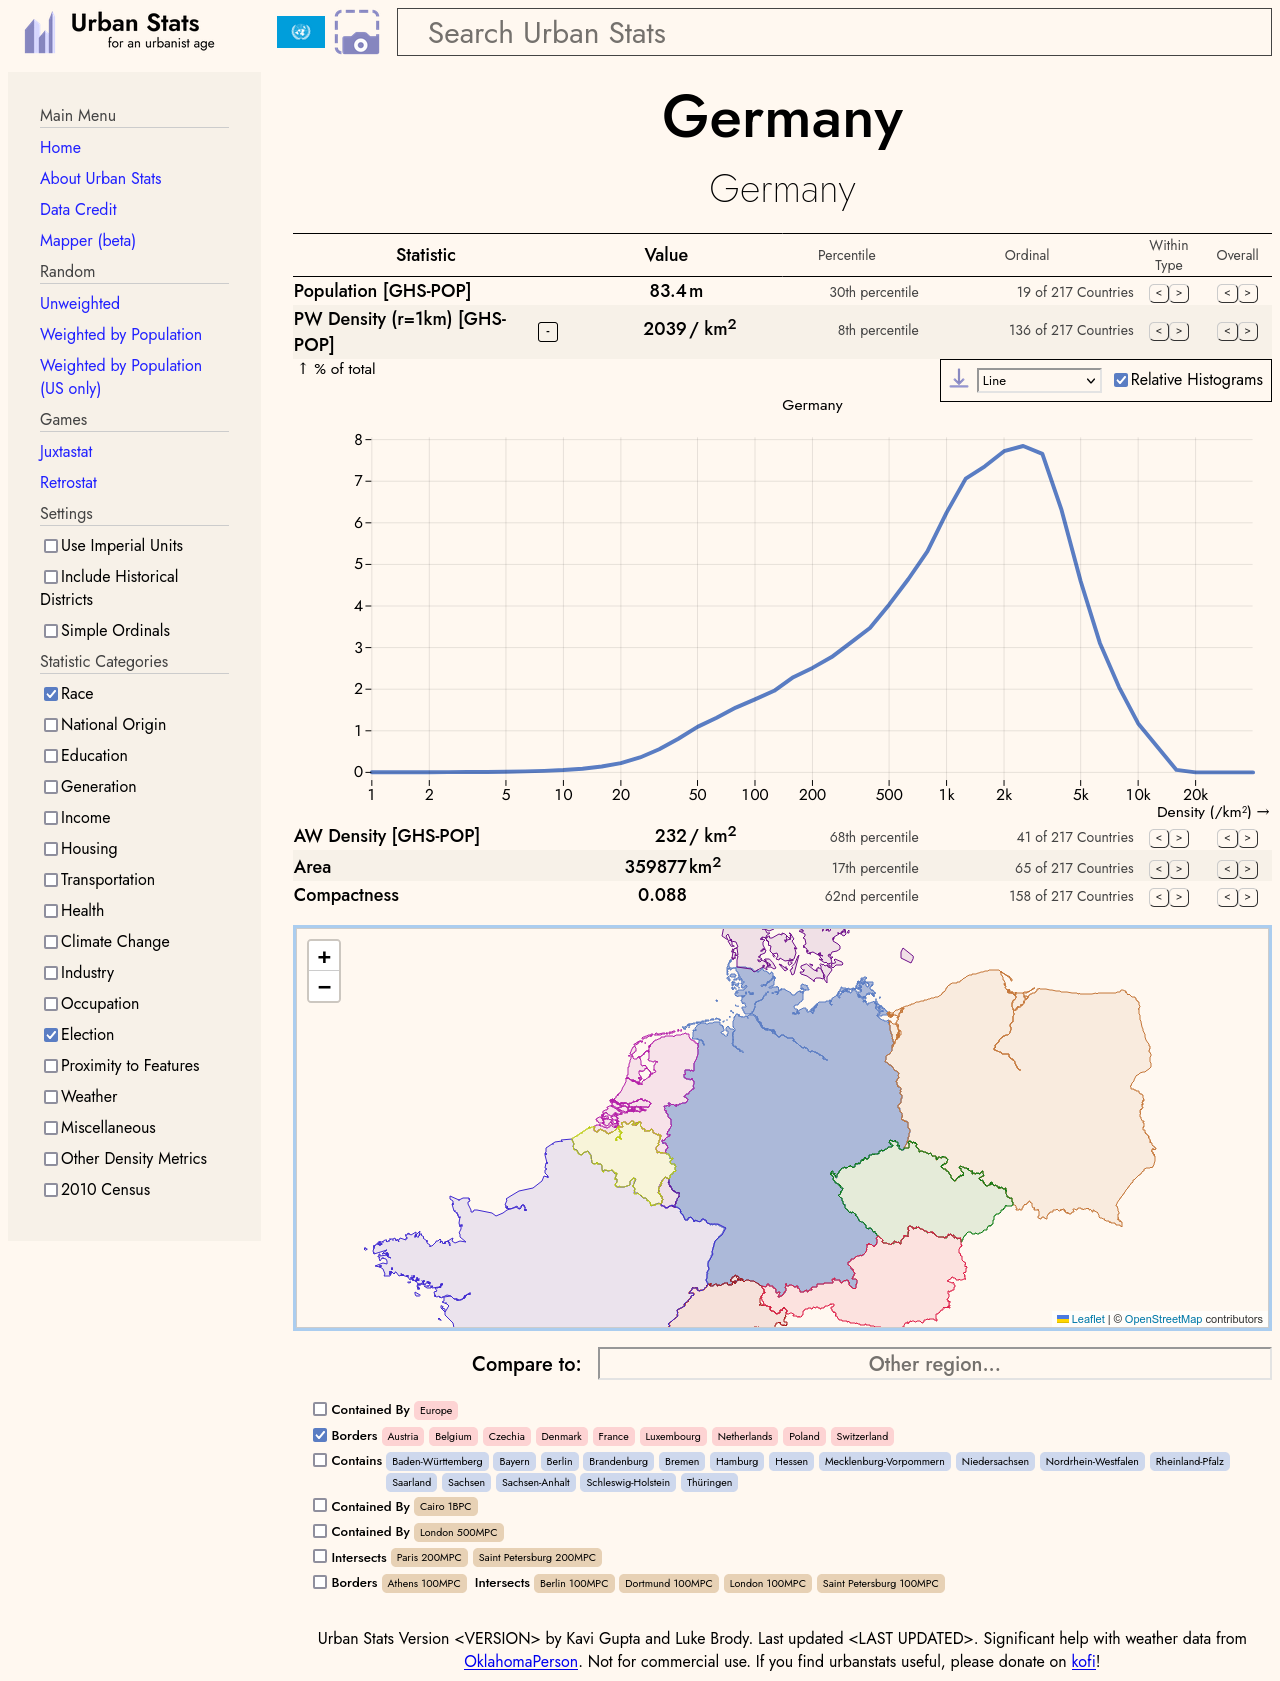 Urban Stats
for an urbanist age
Search Urban Stats
Main Menu
Home
About Urban Stats
Data Credit
Mapper (beta)
Random
Unweighted
Weighted by Population
Weighted by Population
(US only)
Games
Juxtastat
Retrostat
Settings
Use Imperial Units
Include Historical
Districts
Simple Ordinals
Statistic Categories
Race
National Origin
Education
Generation
Income
Housing
Transportation
Health
Climate Change
Industry
Occupation
Election
Proximity to Features
Weather
Miscellaneous
Other Density Metrics
2010 Census
Germany
Germany
Statistic Value Percentile Ordinal Within Type Overall
Population [GHS-POP] 83.4 m 30th percentile 19 of 217 Countries < > < >
PW Density (r=1km) [GHS-
POP] - 2039 / km² 8th percentile 136 of 217 Countries < > < >
↑ % of total
Line Relative Histograms
Germany
8
7
6
5
4
3
2
1
0
1 2 5 10 20 50 100 200 500 1k 2k 5k 10k 20k
Density (/km²) →
AW Density [GHS-POP] 232 / km² 68th percentile 41 of 217 Countries < > < >
Area 359877 km² 17th percentile 65 of 217 Countries < > < >
Compactness 0.088 62nd percentile 158 of 217 Countries < > < >
+
−
Leaflet | © OpenStreetMap contributors
Compare to: Other region...
Contained By Europe
Borders Austria Belgium Czechia Denmark France Luxembourg Netherlands Poland Switzerland
Contains Baden-Württemberg Bayern Berlin Brandenburg Bremen Hamburg Hessen Mecklenburg-Vorpommern Niedersachsen Nordrhein-Westfalen Rheinland-Pfalz
Saarland Sachsen Sachsen-Anhalt Schleswig-Holstein Thüringen
Contained By Cairo 1BPC
Contained By London 500MPC
Intersects Paris 200MPC Saint Petersburg 200MPC
Borders Athens 100MPC Intersects Berlin 100MPC Dortmund 100MPC London 100MPC Saint Petersburg 100MPC
Urban Stats Version <VERSION> by Kavi Gupta and Luke Brody. Last updated <LAST UPDATED>. Significant help with weather data from
OklahomaPerson. Not for commercial use. If you find urbanstats useful, please donate on kofi!